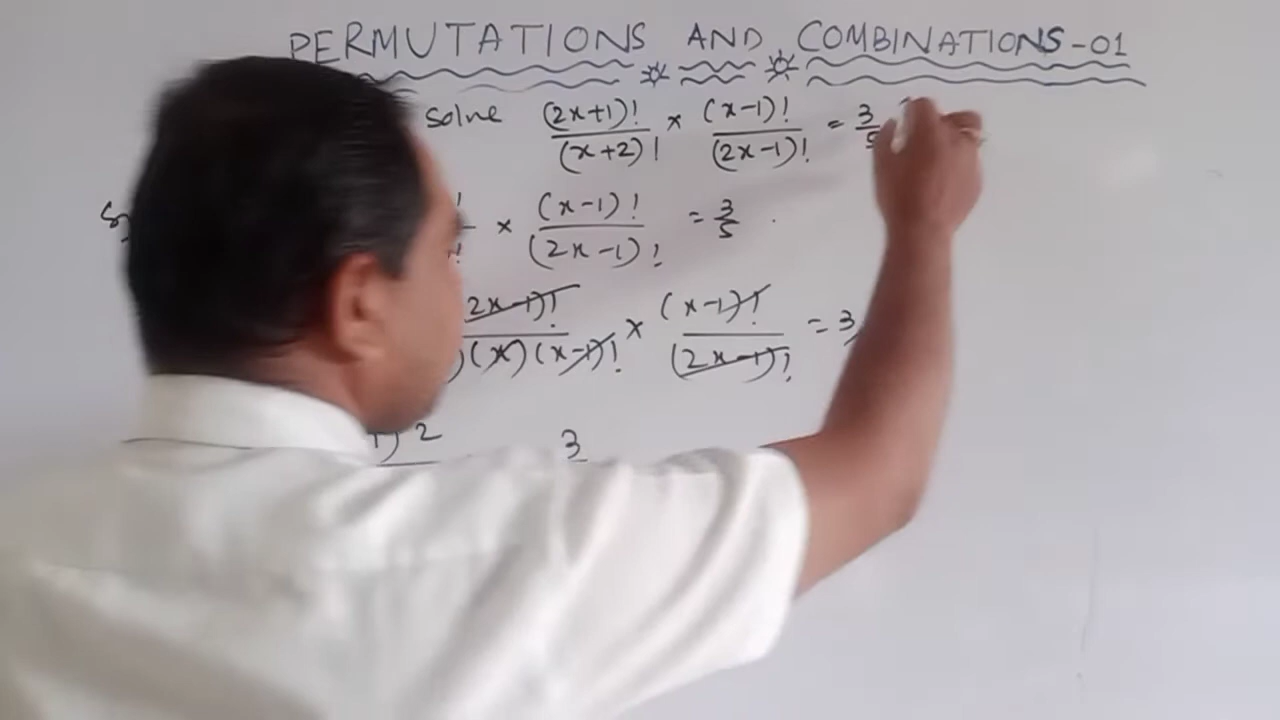 PERMUTATIONS AND COMBINATIONS-01
solve (2x+1)!/(x+2)! × (x-1)!/(2x-1)! = 3/5
! / ! × (x-1)!/(2x-1)! = 3/5 .
2x-1)!/)(x)(x-1)! × (x-1)!/(2x-1)! = 3
1) 2 3